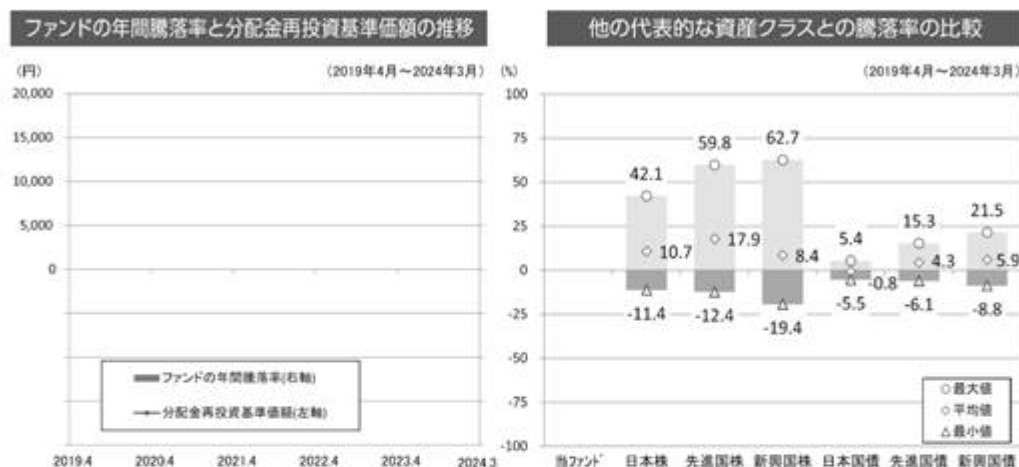 ファンドの年間騰落率と分配金再投資基準価額の推移
(円)
(2019年4月～2024年3月)
20,000
15,000
10,000
5,000
0
ファンドの年間騰落率(右軸)
分配金再投資基準価額(左軸)
2019.4 2020.4 2021.4 2022.4 2023.4 2024.3
他の代表的な資産クラスとの騰落率の比較
(%)
(2019年4月～2024年3月)
100
75
50
25
0
-25
-50
-75
-100
42.1 59.8 62.7 5.4 15.3 21.5
10.7 17.9 8.4 -0.8 4.3 5.9
-11.4 -12.4 -19.4 -5.5 -6.1 -8.8
最大値
平均値
最小値
当ファンド 日本株 先進国株 新興国株 日本国債 先進国債 新興国債